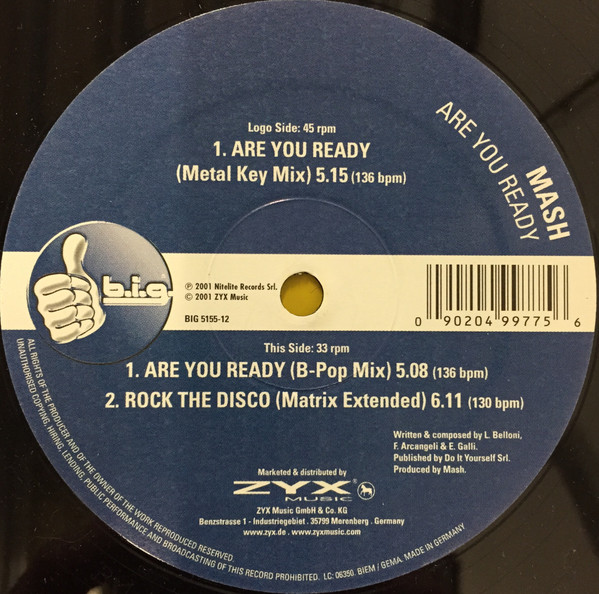 Logo Side: 45 rpm
1. ARE YOU READY
(Metal Key Mix) 5.15 (136 bpm)
MASH
ARE YOU READY
b.i.g.
℗ 2001 Nitelite Records Srl.
© 2001 ZYX Music
BIG 5155-12
0 90204 99775 6
This Side: 33 rpm
1. ARE YOU READY (B-Pop Mix) 5.08 (136 bpm)
2. ROCK THE DISCO (Matrix Extended) 6.11 (130 bpm)
Written & composed by L. Belloni,
F. Arcangeli & E. Galli.
Published by Do It Yourself Srl.
Produced by Mash.
Marketed & distributed by
ZYX®
MUSIC
ZYX Music GmbH & Co. KG
Benzstrasse 1 - Industriegebiet . 35799 Merenberg . Germany
www.zyx.de . www.zyxmusic.com
ALL RIGHTS OF THE PRODUCER AND OF THE OWNER OF THE WORK REPRODUCED RESERVED.
UNAUTHORISED COPYING, HIRING, LENDING, PUBLIC PERFORMANCE AND BROADCASTING OF THIS RECORD PROHIBITED. LC: 06350. BIEM / GEMA. MADE IN GERMANY